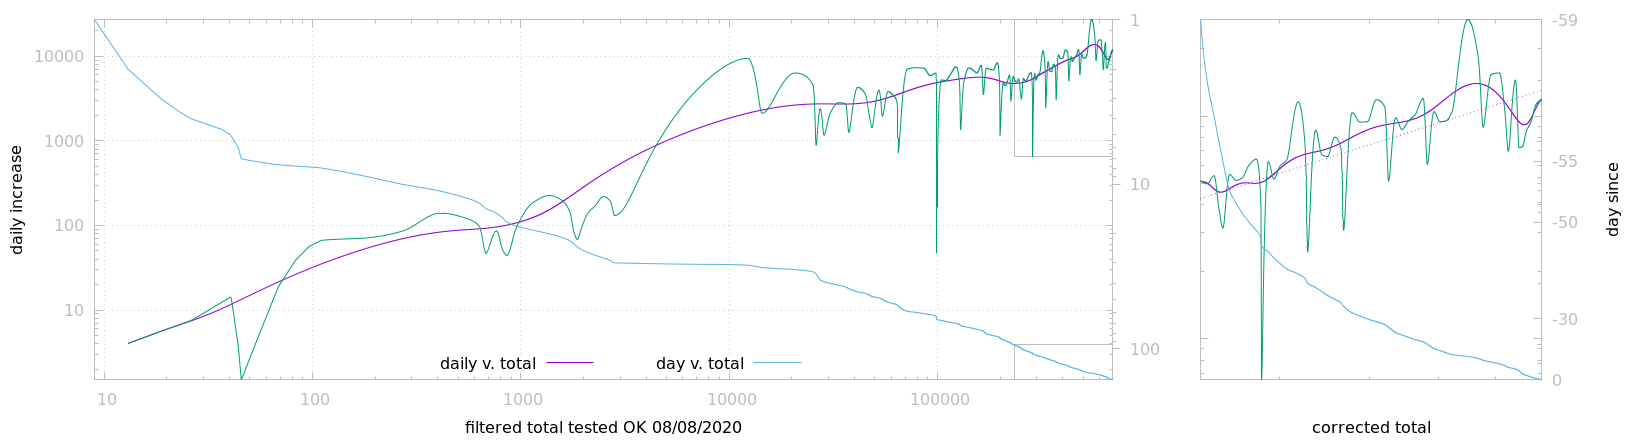 daily increase
10000
1000
100
10
10
100
1000
10000
100000
daily v. total
day v. total
filtered total tested OK 08/08/2020
1
10
100
-59
-55
-50
-30
0
day since
corrected total